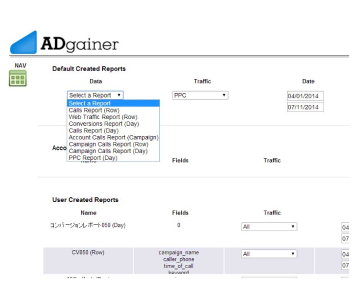 ADgainer
NAV
Default Created Reports
Data Traffic Date
Select a Report PPC 04/01/2014
07/11/2014
Select a Report
Calls Report (Row)
Web Traffic Report (Row)
Conversions Report (Day)
Calls Report (Day)
Account Calls Report (Campaign)
Campaign Calls Report (Row)
Campaign Calls Report (Day)
PPC Report (Day)
Acco
Fields Traffic
User Created Reports
Name Fields Traffic
コンバージョンレポート050 (Day) 0 All 04
07
CV050 (Row) campaign_name All 04
caller_phone 07
time_of_call
keyword